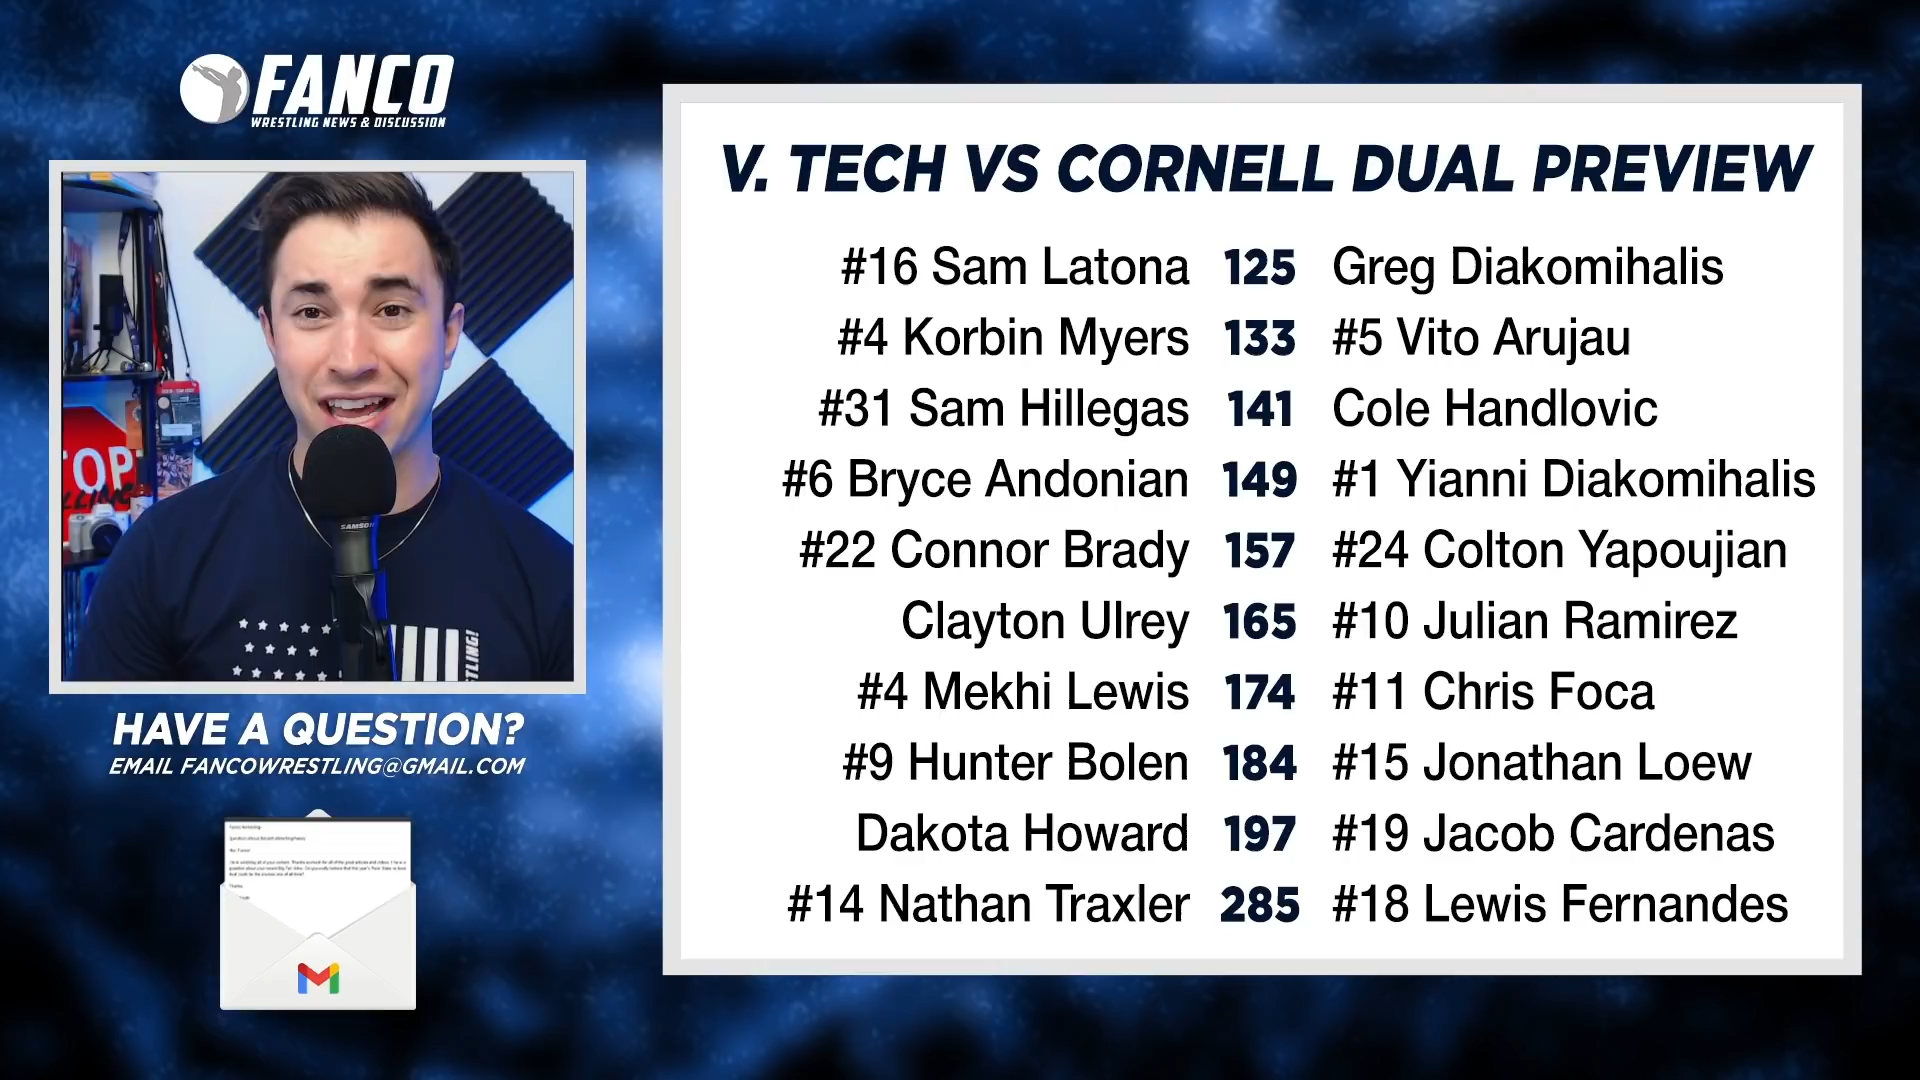 FANCO
WRESTLING NEWS & DISCUSSION
V. TECH VS CORNELL DUAL PREVIEW
#16 Sam Latona 125 Greg Diakomihalis
#4 Korbin Myers 133 #5 Vito Arujau
#31 Sam Hillegas 141 Cole Handlovic
#6 Bryce Andonian 149 #1 Yianni Diakomihalis
#22 Connor Brady 157 #24 Colton Yapoujian
Clayton Ulrey 165 #10 Julian Ramirez
#4 Mekhi Lewis 174 #11 Chris Foca
#9 Hunter Bolen 184 #15 Jonathan Loew
Dakota Howard 197 #19 Jacob Cardenas
#14 Nathan Traxler 285 #18 Lewis Fernandes
TOP
SAMSON
TLING!
HAVE A QUESTION?
EMAIL FANCOWRESTLING@GMAIL.COM